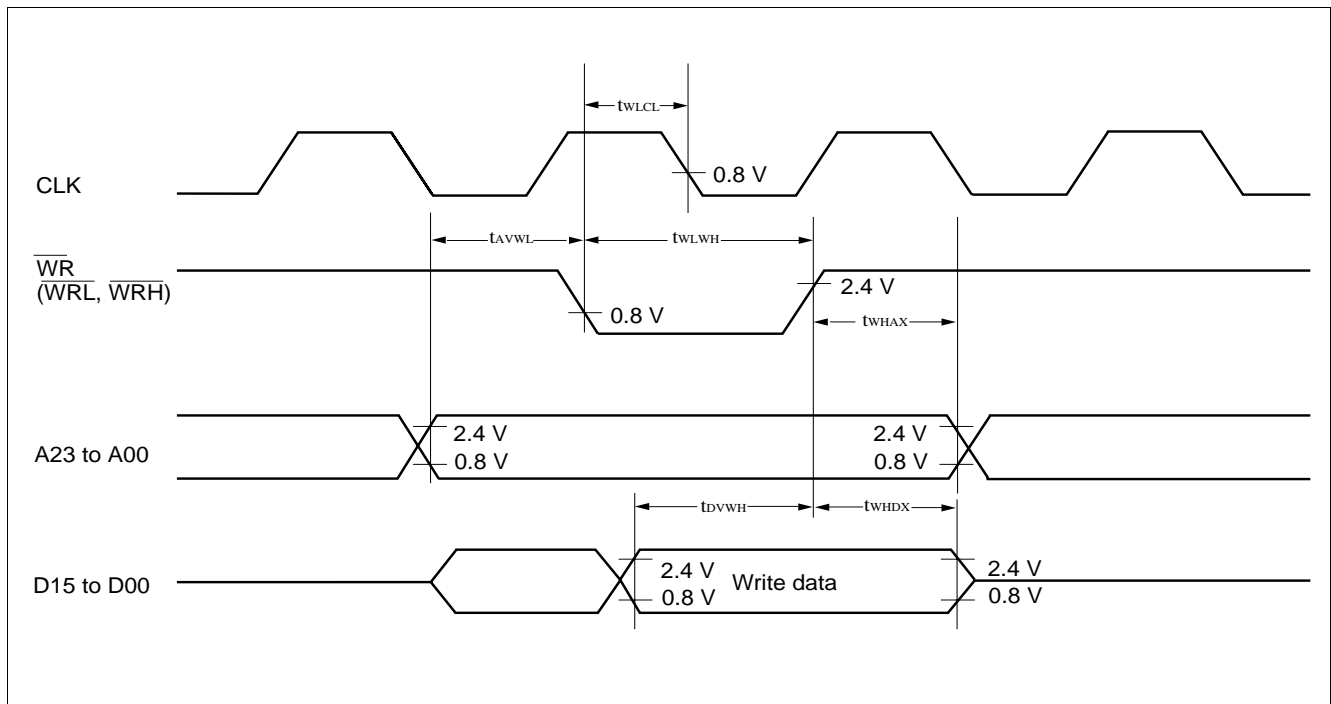 tWLCL
CLK
0.8 V
tAVWL
tWLWH
WR
(WRL, WRH)
2.4 V
0.8 V
tWHAX
A23 to A00
2.4 V
0.8 V
2.4 V
0.8 V
tDVWH
tWHDX
D15 to D00
2.4 V
0.8 V
Write data
2.4 V
0.8 V